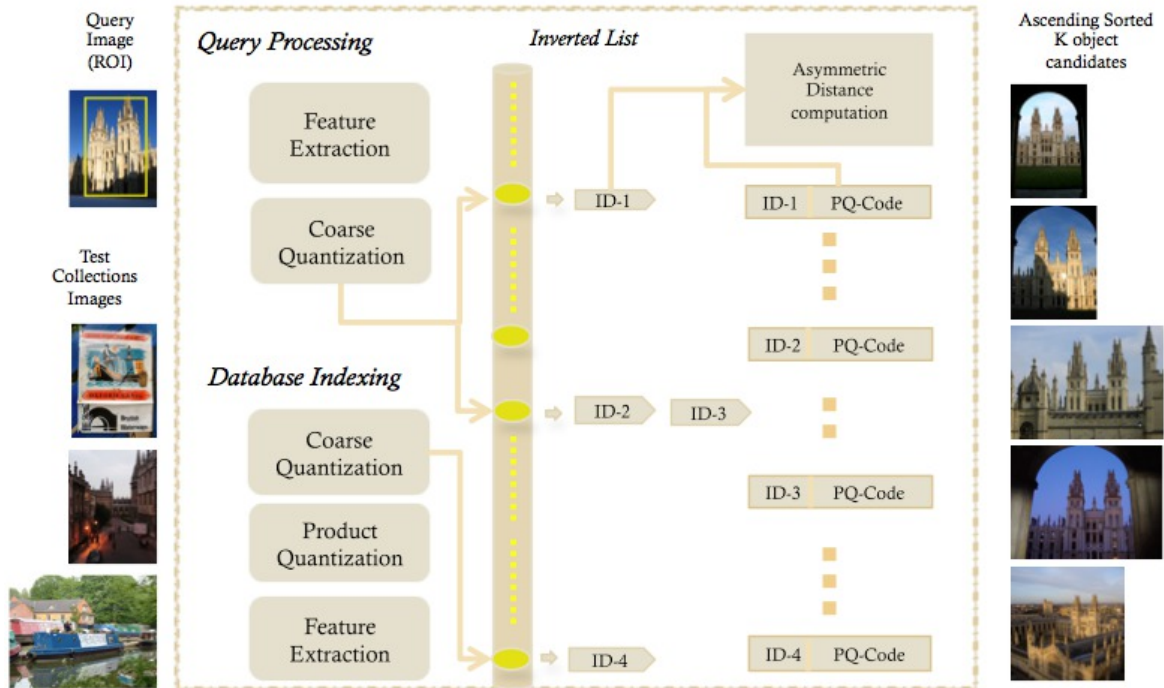 Query
Image
(ROI)
Test
Collections
Images
Query Processing
Feature
Extraction
Coarse
Quantization
Database Indexing
Coarse
Quantization
Product
Quantization
Feature
Extraction
Inverted List
ID-1
ID-2
ID-3
ID-4
Asymmetric
Distance
computation
ID-1 PQ-Code
ID-2 PQ-Code
ID-3 PQ-Code
ID-4 PQ-Code
Ascending Sorted
K object
candidates